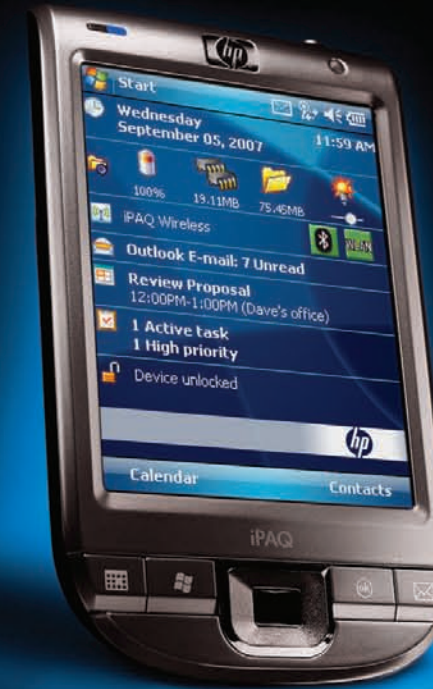 hp
Start
Wednesday
September 05, 2007 11:59 AM
100% 19.11MB 75.45MB
iPAQ Wireless
WLAN
Outlook E-mail: 7 Unread
Review Proposal
12:00PM-1:00PM (Dave's office)
1 Active task
1 High priority
Device unlocked
hp
Calendar Contacts
iPAQ
ok